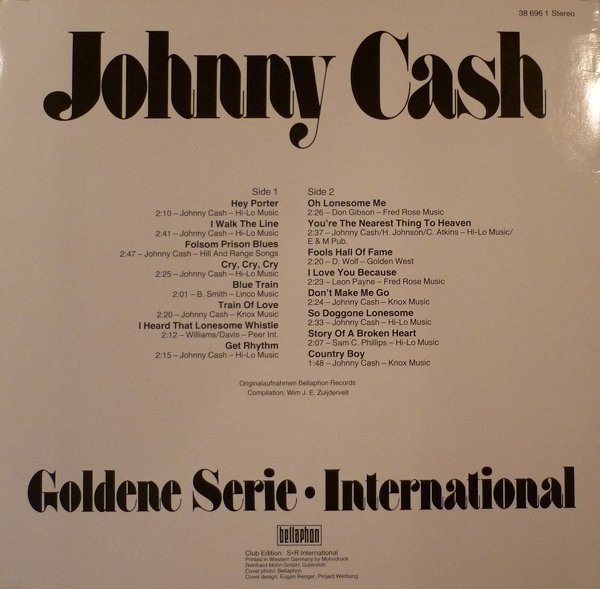 38 696 1 Stereo
Johnny Cash
Side 1
Hey Porter
2:10 – Johnny Cash – Hi-Lo Music
I Walk The Line
2:41 – Johnny Cash – Hi-Lo Music
Folsom Prison Blues
2:47 – Johnny Cash – Hill And Range Songs
Cry, Cry, Cry
2:25 – Johnny Cash – Hi-Lo Music
Blue Train
2:01 – B. Smith – Linco Music
Train Of Love
2:20 – Johnny Cash – Knox Music
I Heard That Lonesome Whistle
2:12 – Williams/Davis – Peer Int.
Get Rhythm
2:15 – Johnny Cash – Hi-Lo Music
Side 2
Oh Lonesome Me
2:26 – Don Gibson – Fred Rose Music
You're The Nearest Thing To Heaven
2:37 – Johnny Cash/H. Johnson/C. Atkins – Hi-Lo Music/
E & M Pub.
Fools Hall Of Fame
2:20 – D. Wolf – Golden West
I Love You Because
2:23 – Leon Payne – Fred Rose Music
Don't Make Me Go
2:24 – Johnny Cash – Knox Music
So Doggone Lonesome
2:33 – Johnny Cash – Hi-Lo Music
Story Of A Broken Heart
2:07 – Sam C. Phillips – Hi-Lo Music
Country Boy
1:48 – Johnny Cash – Knox Music
Originalaufnahmen Bellaphon Records
Compilation: Wim J. E. Zuijdervelt
Goldene Serie • International
bellaphon
Club Edition · S•R International
Printed in Western Germany by Mohndruck
Reinhard Mohn GmbH, Gütersloh
Cover photo: Bellaphon
Cover design: Eugen Renger, Project Werbung